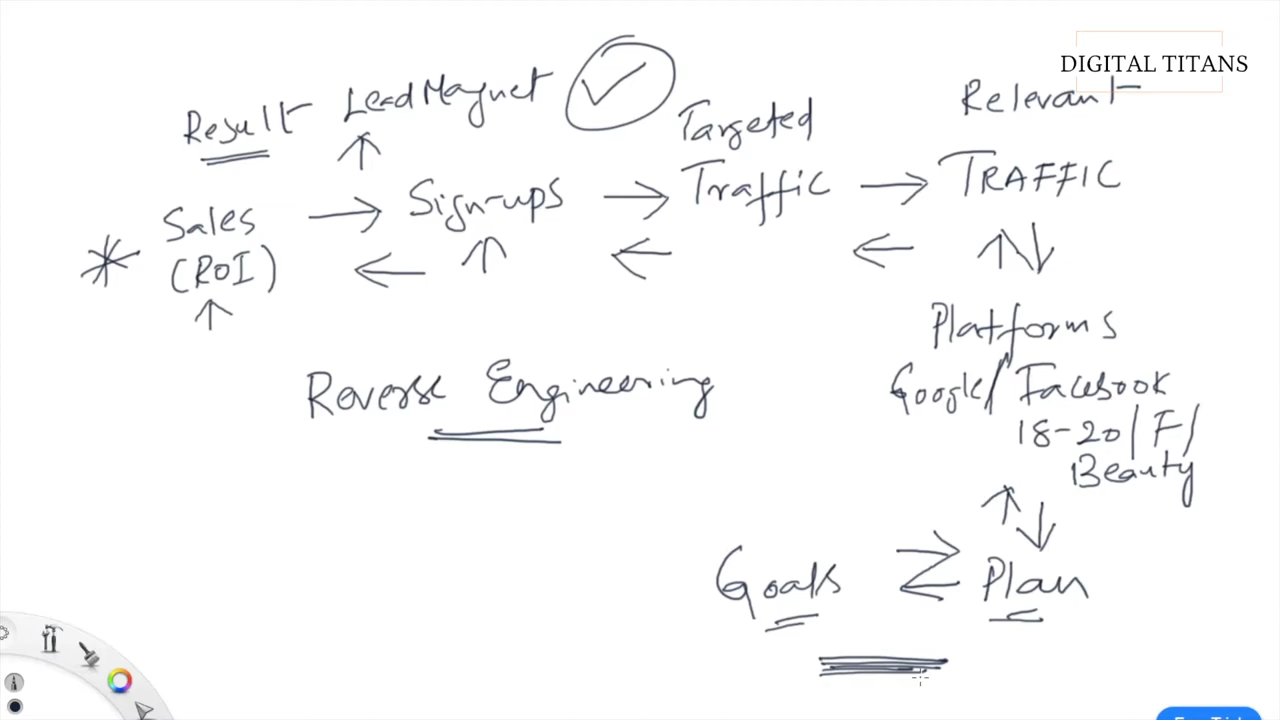 DIGITAL TITANS
Result LeadMagnet
Targeted
Relevant
Sales
(ROI)
Sign-ups
Traffic
TRAFFIC
Platforms
Google/Facebook
18-20/F/
Beauty
Reverse Engineering
Goals
Plan